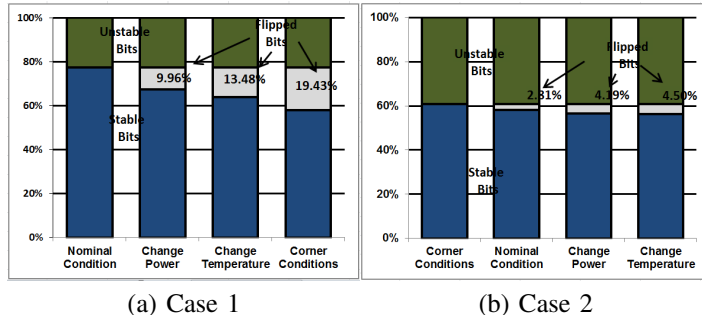 100%
80%
60%
40%
20%
0%
Unstable
Bits
Flipped
Bits
9.96%
13.48%
19.43%
Stable
Bits
Nominal
Condition
Change
Power
Change
Temperature
Corner
Conditions
(a) Case 1
100%
80%
60%
40%
20%
0%
Unstable
Bits
Flipped
Bits
2.81%
4.19%
4.50%
Stable
Bits
Corner
Conditions
Nominal
Condition
Change
Power
Change
Temperature
(b) Case 2